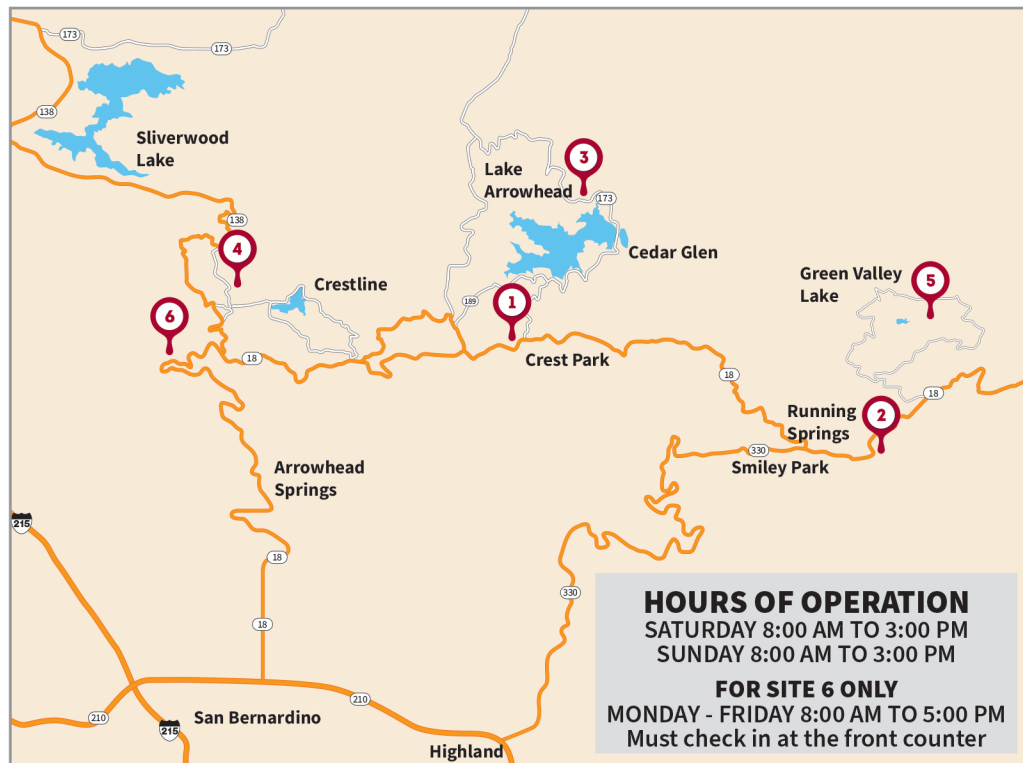 173
173
138
Sliverwood
Lake
138
4
Crestline
6
18
Lake
Arrowhead
3
173
Cedar Glen
189
1
Crest Park
Green Valley
Lake
5
18
18
Running
Springs
2
330
Smiley Park
Arrowhead
Springs
215
18
330
18
210
210
215
San Bernardino
Highland
HOURS OF OPERATION
SATURDAY 8:00 AM TO 3:00 PM
SUNDAY 8:00 AM TO 3:00 PM
FOR SITE 6 ONLY
MONDAY - FRIDAY 8:00 AM TO 5:00 PM
Must check in at the front counter